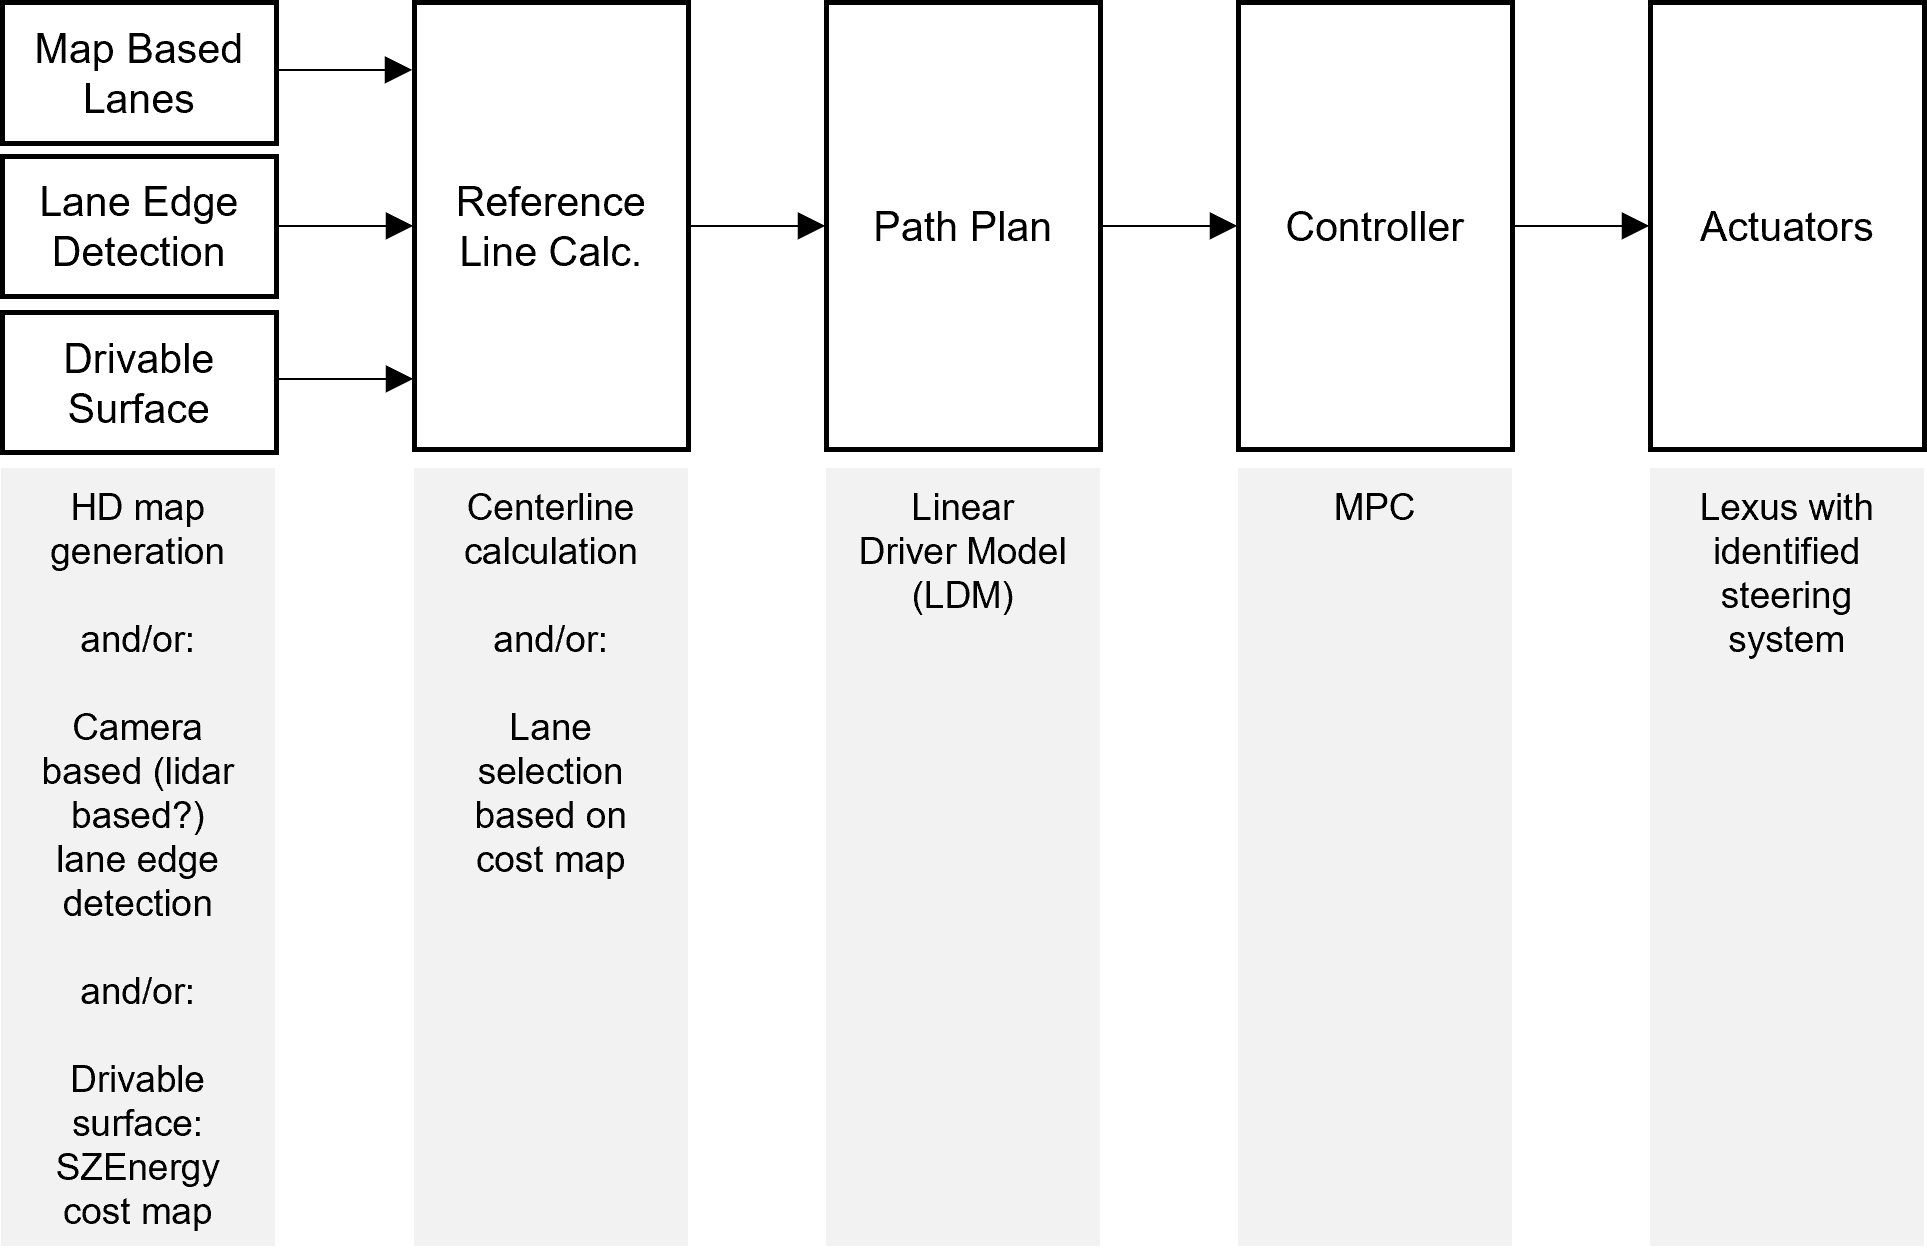 Map Based
Lanes
Lane Edge
Detection
Drivable
Surface
Reference
Line Calc.
Path Plan
Controller
Actuators
HD map
generation
and/or:
Camera
based (lidar
based?)
lane edge
detection
and/or:
Drivable
surface:
SZEnergy
cost map
Centerline
calculation
and/or:
Lane
selection
based on
cost map
Linear
Driver Model
(LDM)
MPC
Lexus with
identified
steering
system